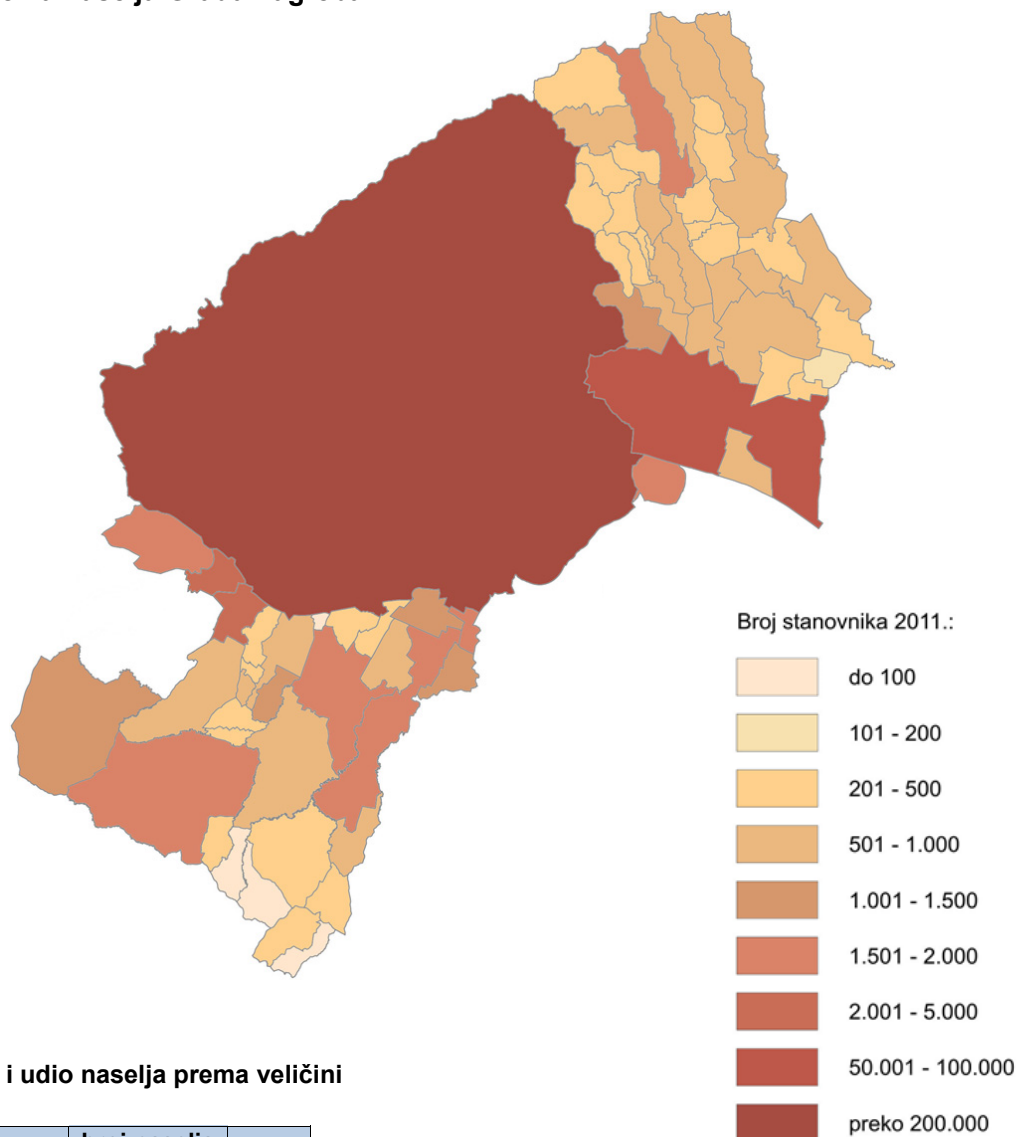 Broj stanovnika 2011.:
do 100
101 - 200
201 - 500
501 - 1.000
1.001 - 1.500
1.501 - 2.000
2.001 - 5.000
50.001 - 100.000
preko 200.000
i udio naselja prema veličini